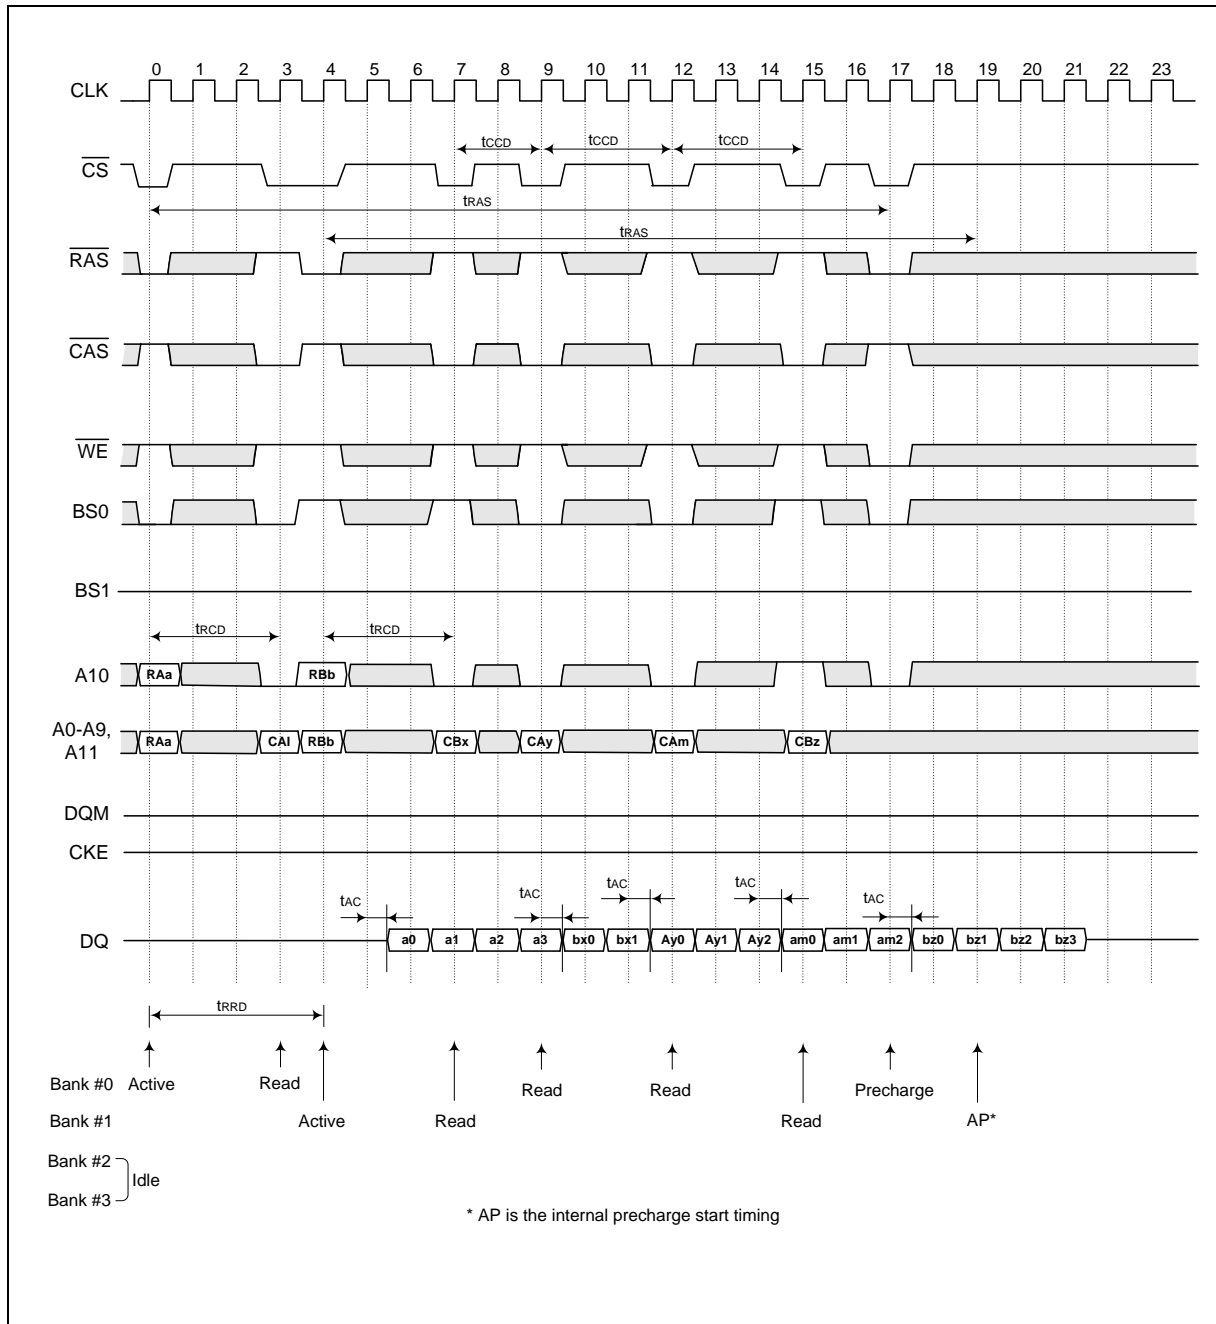 0 1 2 3 4 5 6 7 8 9 10 11 12 13 14 15 16 17 18 19 20 21 22 23
CLK
tCCD tCCD tCCD
CS
tRAS
tRAS
RAS
CAS
WE
BS0
BS1
tRCD tRCD
A10 RAa RBb
A0-A9,
A11
RAa CAI RBb CBx CAy CAm CBz
DQM
CKE
tAC tAC tAC tAC tAC
DQ a0 a1 a2 a3 bx0 bx1 Ay0 Ay1 Ay2 am0 am1 am2 bz0 bz1 bz2 bz3
tRRD
Bank #0 Active Read Read Read Precharge
Bank #1 Active Read Read AP*
Bank #2
Idle
Bank #3
* AP is the internal precharge start timing